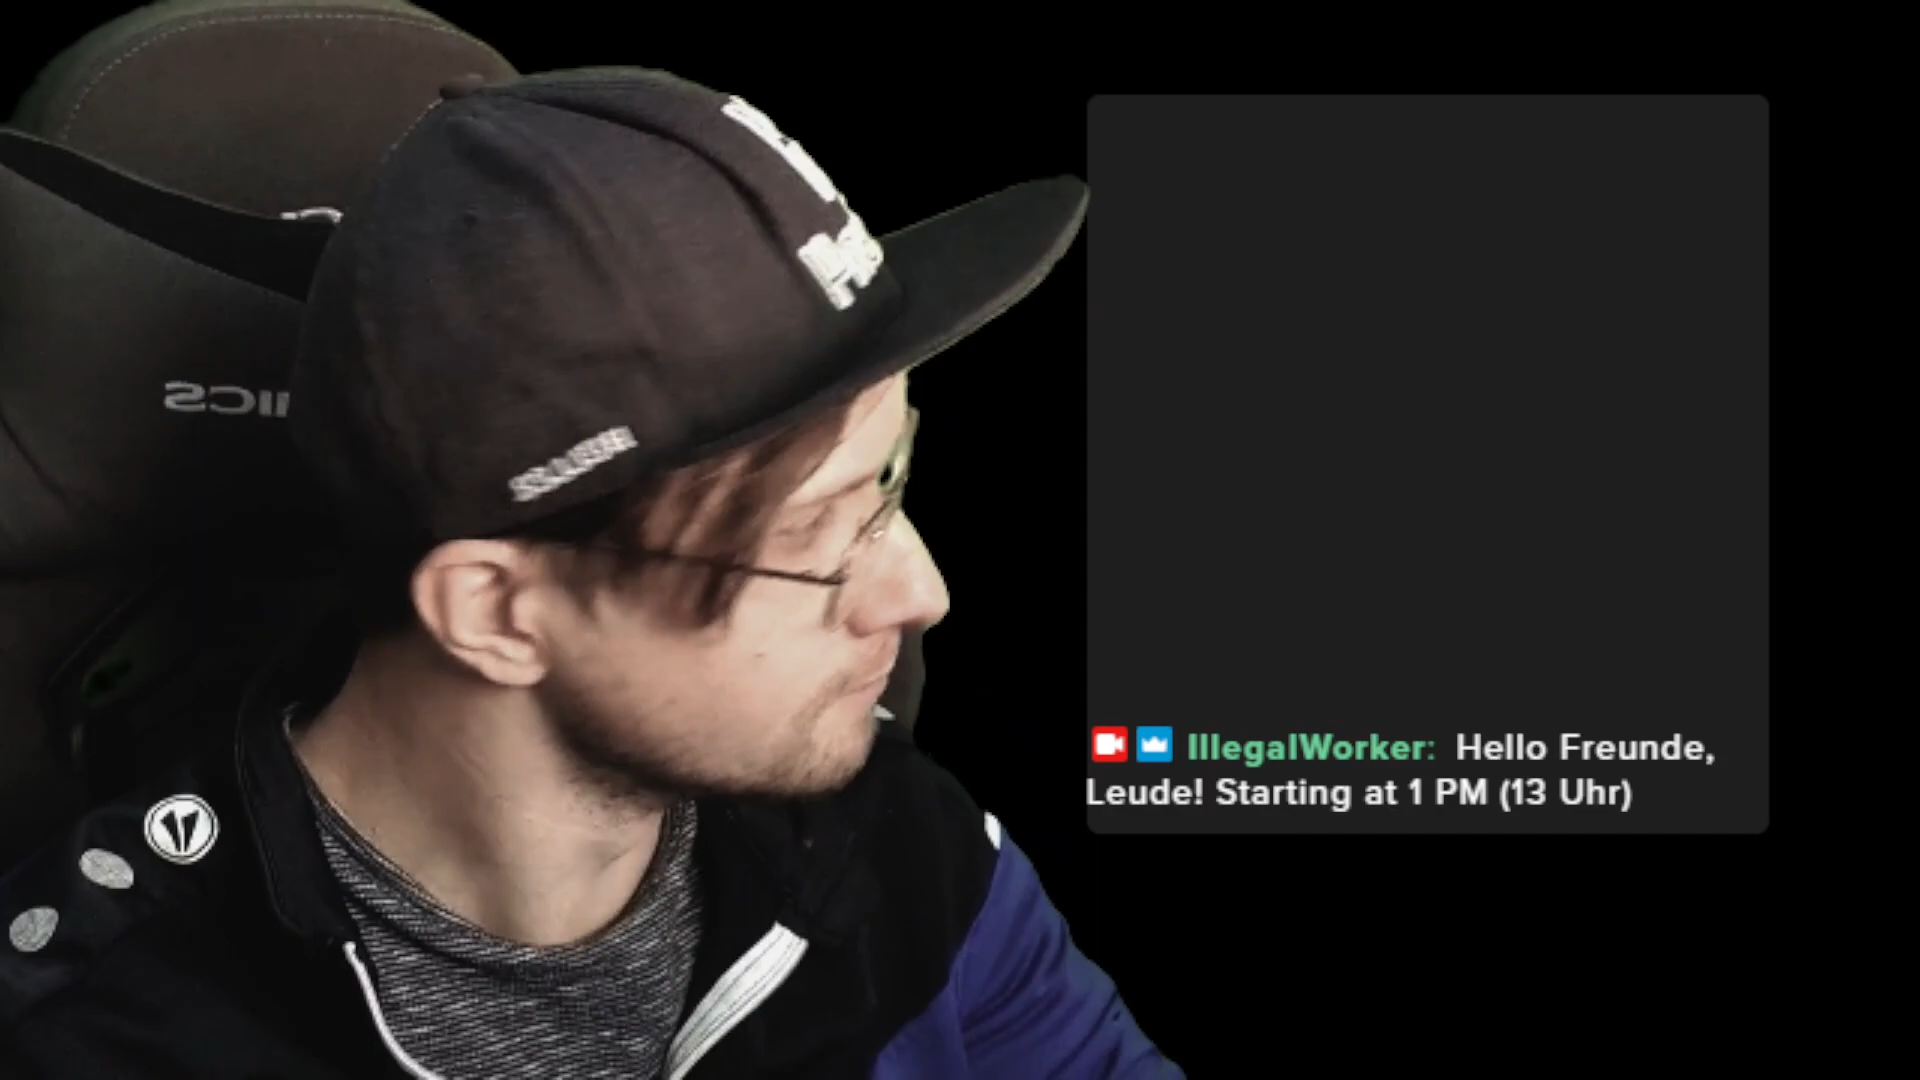 IllegalWorker: Hello Freunde,
Leude! Starting at 1 PM (13 Uhr)